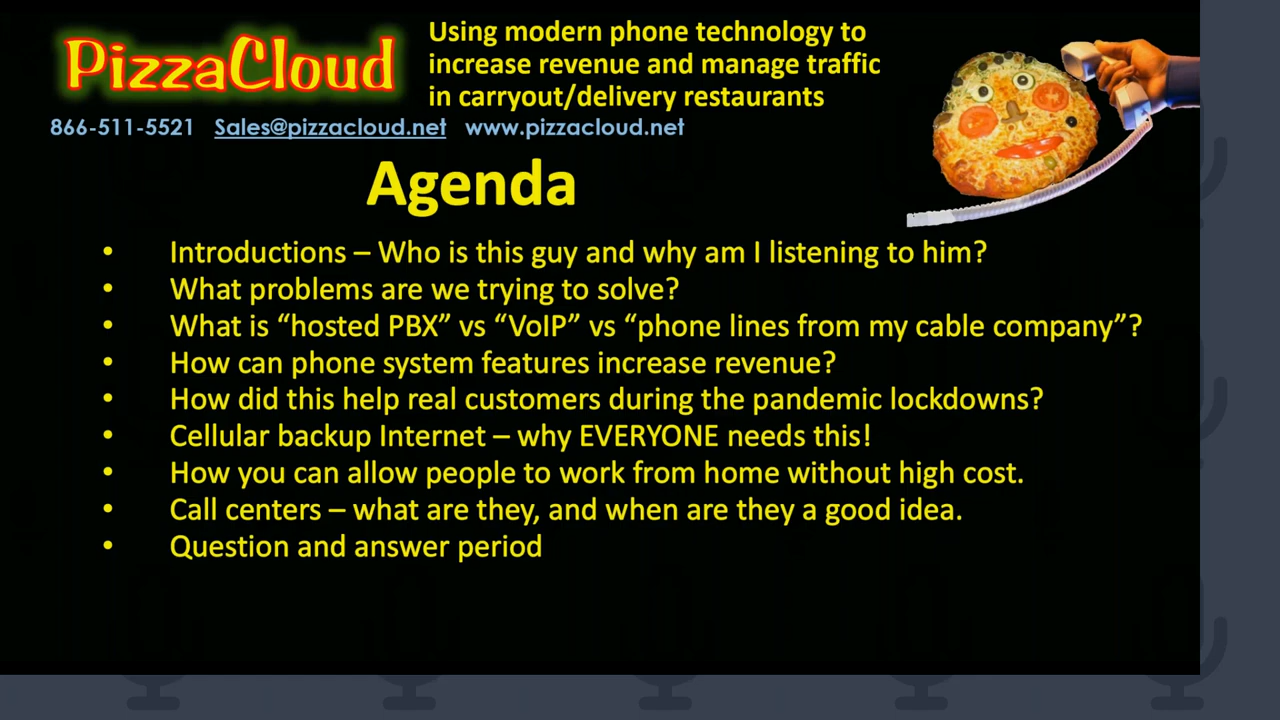 PizzaCloud
Using modern phone technology to
increase revenue and manage traffic
in carryout/delivery restaurants
866-511-5521 Sales@pizzacloud.net www.pizzacloud.net
Agenda
• Introductions – Who is this guy and why am I listening to him?
• What problems are we trying to solve?
• What is “hosted PBX” vs “VoIP” vs “phone lines from my cable company”?
• How can phone system features increase revenue?
• How did this help real customers during the pandemic lockdowns?
• Cellular backup Internet – why EVERYONE needs this!
• How you can allow people to work from home without high cost.
• Call centers – what are they, and when are they a good idea.
• Question and answer period